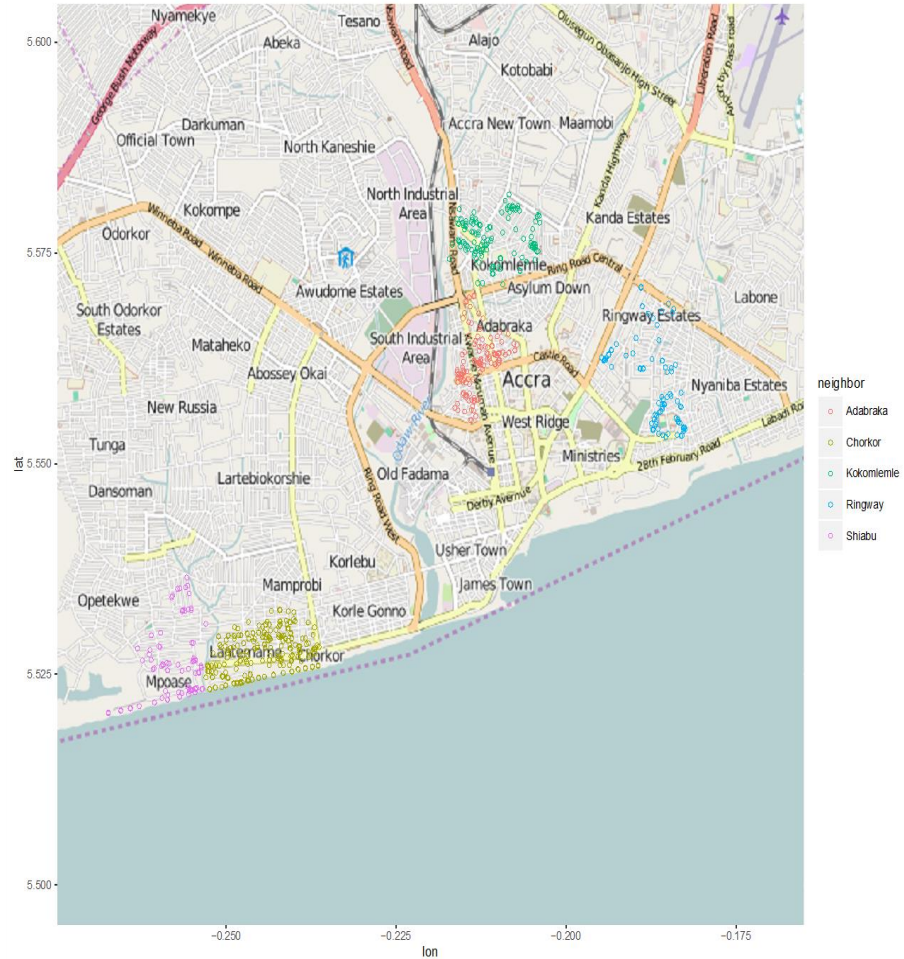 Nyamekye
Tesano
Abeka
Alajo
Kotobabi
Olusegun Obasanjo High Street
Liberation Road
George Bush Motorway
Nsawam Road
Darkuman
Official Town
North Kaneshie
Accra New Town
Maamobi
Kanda Highway
North Industrial
Area
Kokompe
Winneba Road
Odorkor
Winneba Road
Nsawam Road
Kanda Estates
Kokomlemle
Ring Road Central
Awudome Estates
Asylum Down
Labone
South Odorkor
Estates
Mataheko
South Industrial
Area
Adabraka
Ringway Estates
Castle Road
Abossey Okai
Accra
Nyaniba Estates
New Russia
West Ridge
Tunga
Ministries
28th February Road
Dansoman
Lartebiokorshie
Ring Road West
Old Fadama
Derby Avenue
Usher Town
Korlebu
Mamprobi
James Town
Opetekwe
Korle Gonno
Chorkor
Mpoase
5.600
5.575
5.550
5.525
5.500
lat
−0.250
−0.225
−0.200
−0.175
lon
neighbor
Adabraka
Chorkor
Kokomlemle
Ringway
Shiabu